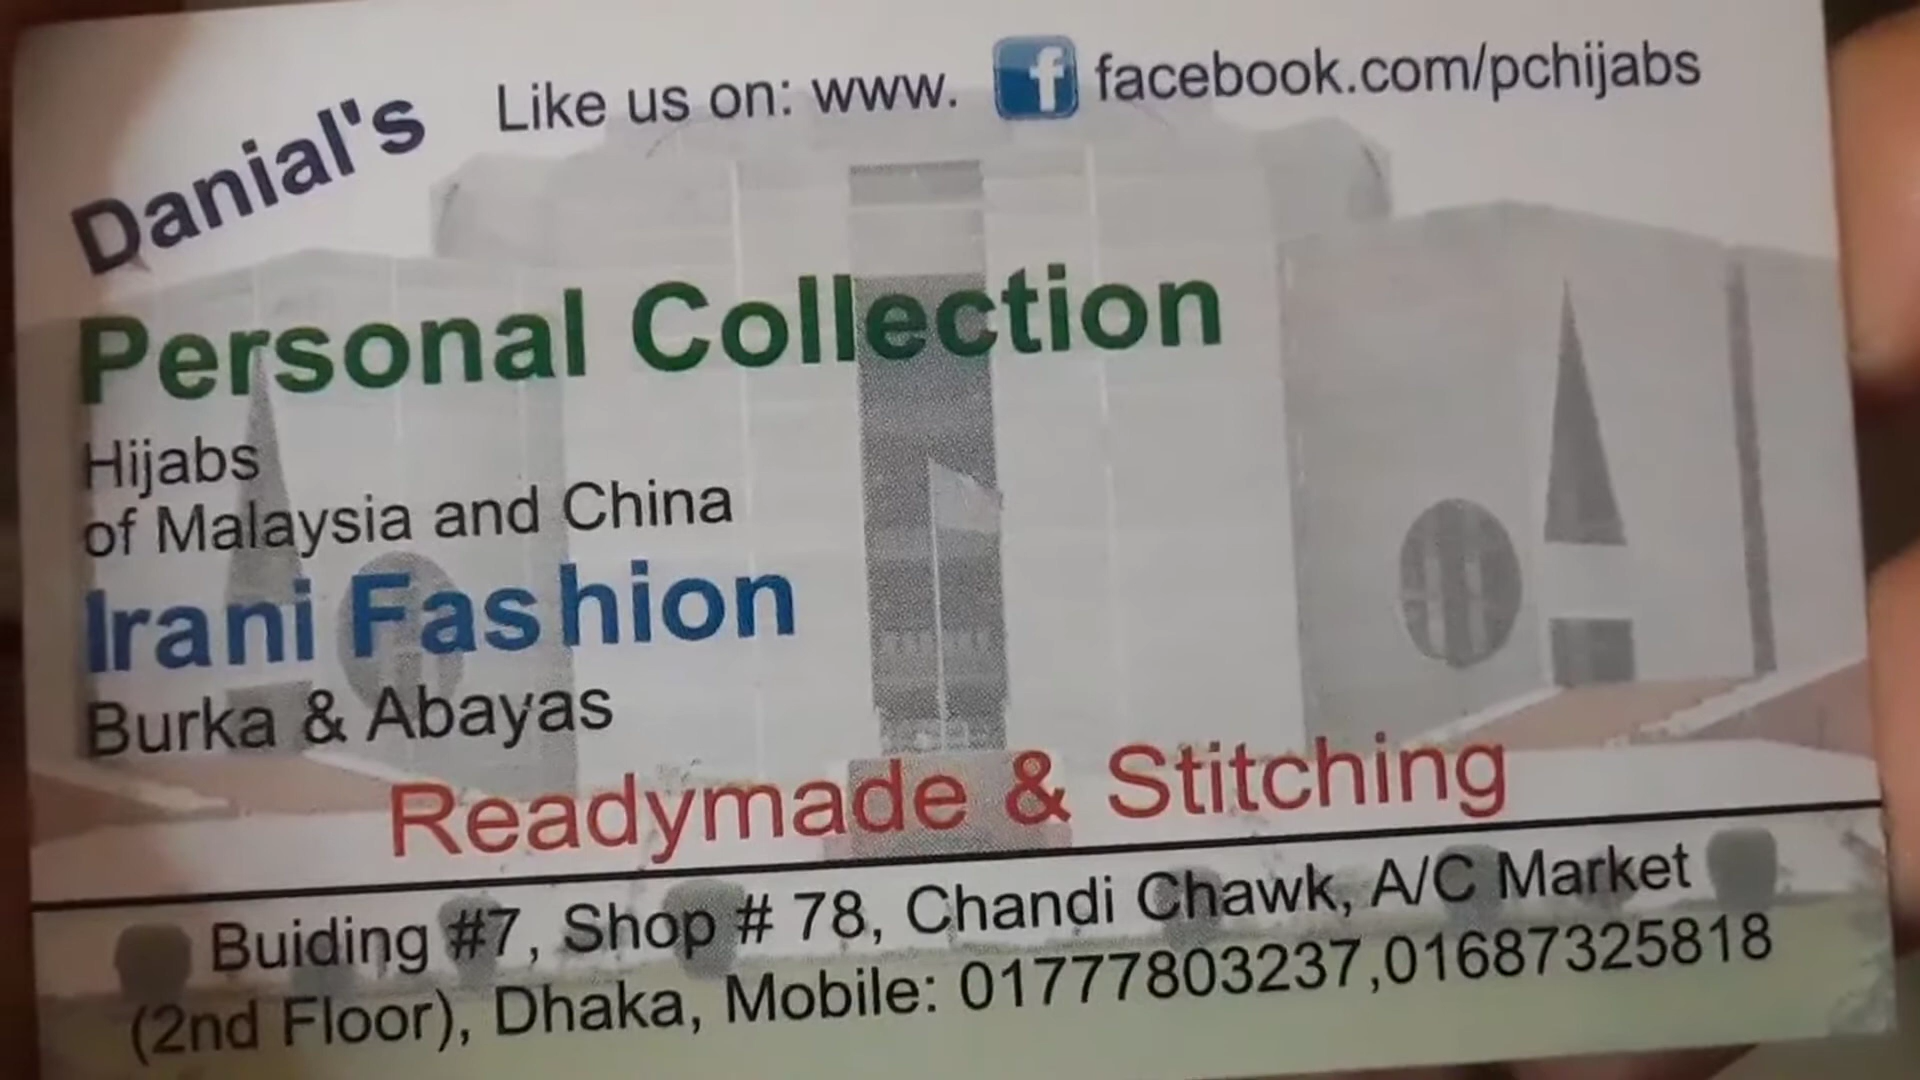 Danial's
Like us on: www. facebook.com/pchijabs
Personal Collection
Hijabs
of Malaysia and China
Irani Fashion
Burka & Abayas
Readymade & Stitching
Buiding #7, Shop # 78, Chandi Chawk, A/C Market
(2nd Floor), Dhaka, Mobile: 01777803237,01687325818